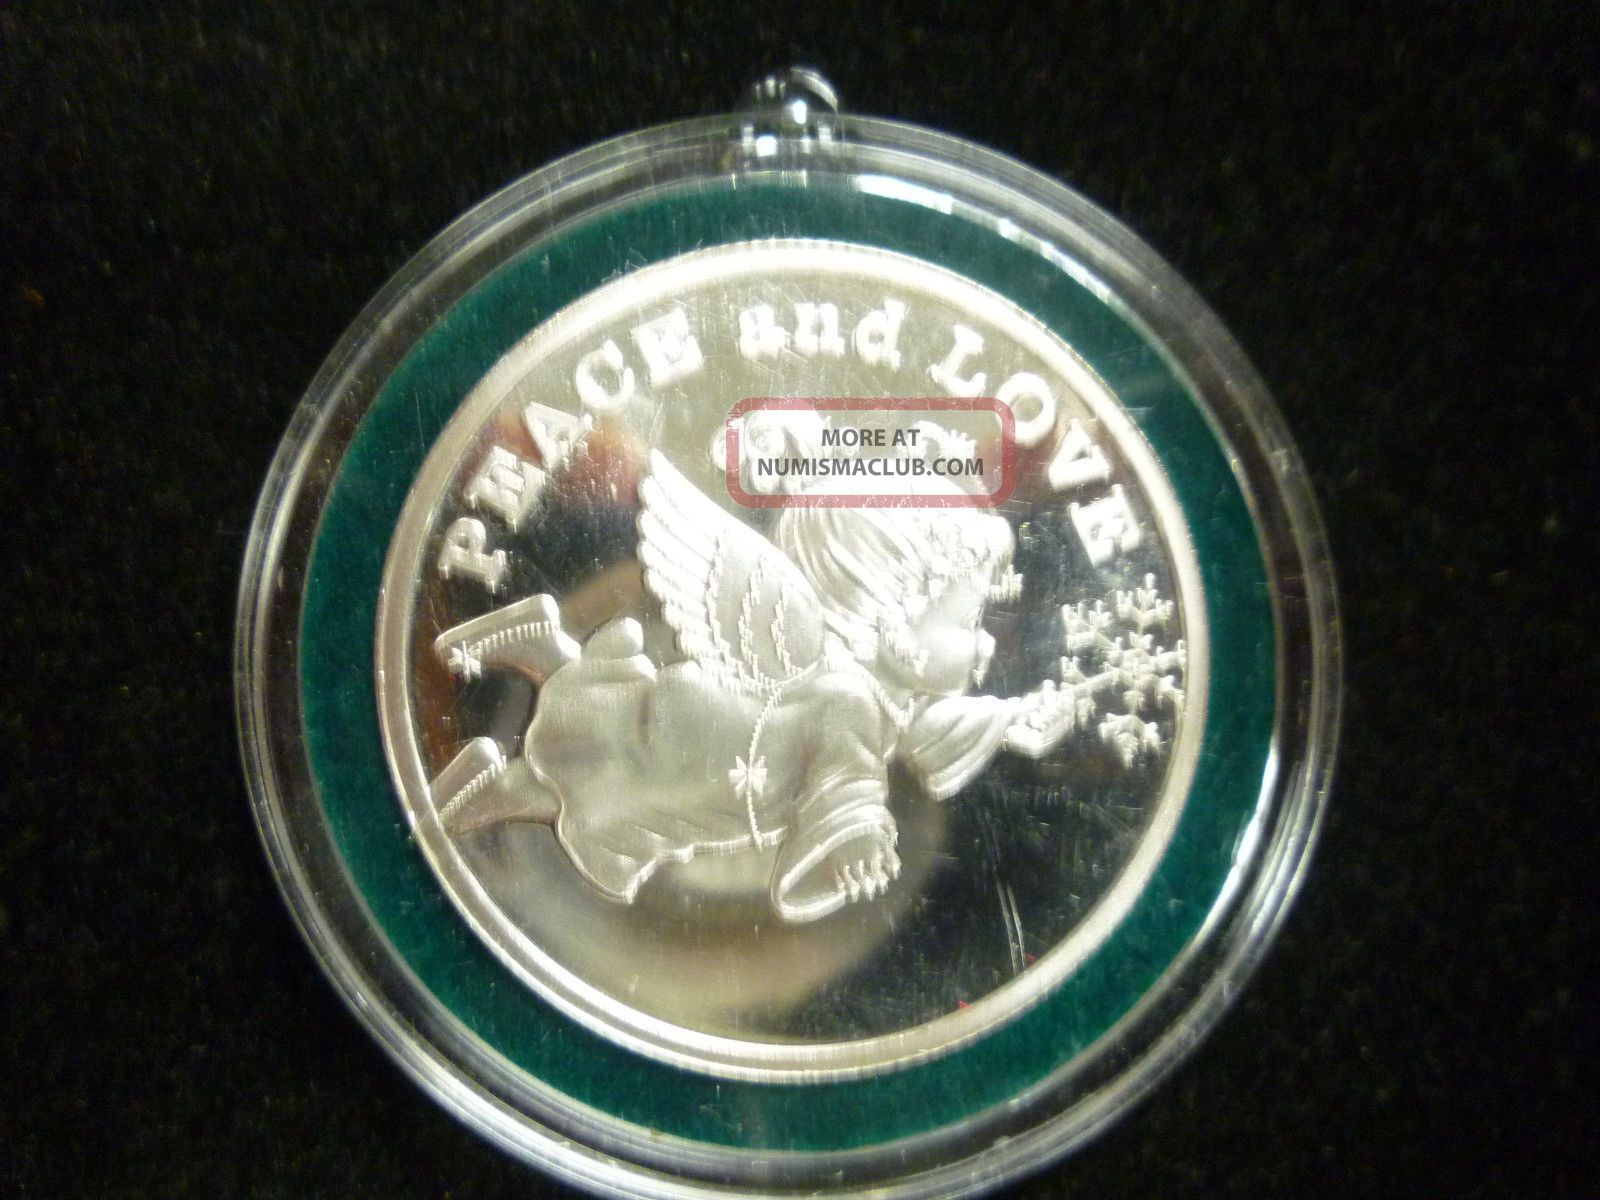 PEACE and LOVE
MORE AT
NUMISMACLUB.COM